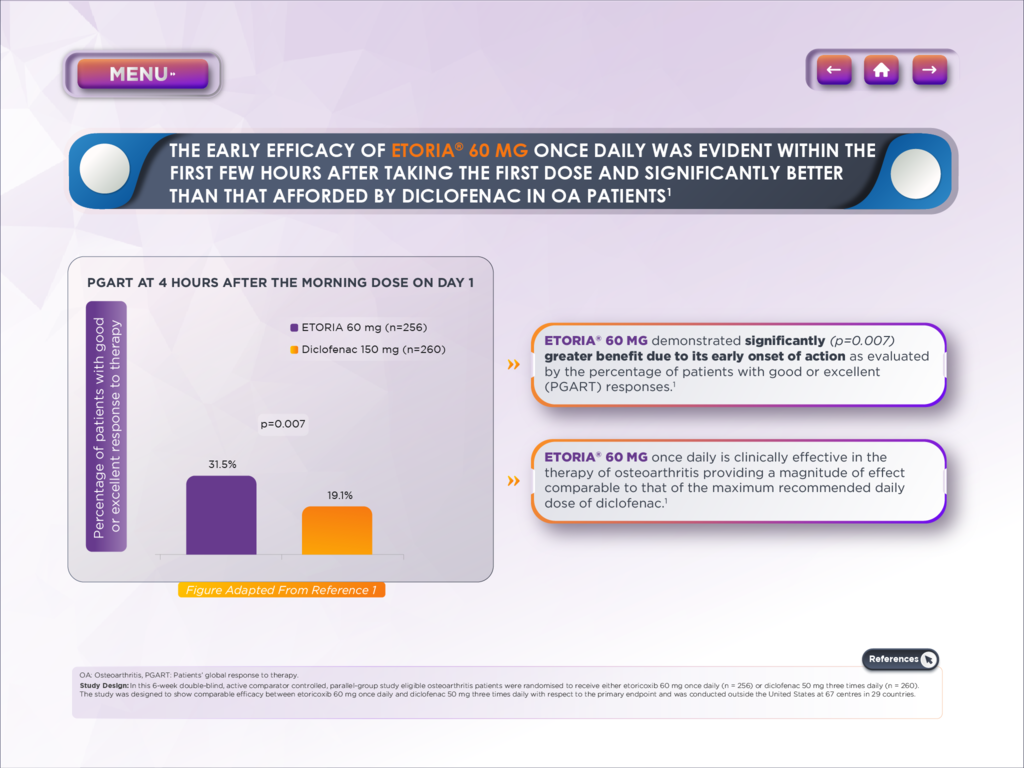 MENU
THE EARLY EFFICACY OF ETORIA® 60 MG ONCE DAILY WAS EVIDENT WITHIN THE
FIRST FEW HOURS AFTER TAKING THE FIRST DOSE AND SIGNIFICANTLY BETTER
THAN THAT AFFORDED BY DICLOFENAC IN OA PATIENTS¹
PGART AT 4 HOURS AFTER THE MORNING DOSE ON DAY 1
Percentage of patients with good
or excellent response to therapy
ETORIA 60 mg (n=256)
Diclofenac 150 mg (n=260)
p=0.007
31.5%
19.1%
Figure Adapted From Reference 1
ETORIA® 60 MG demonstrated significantly (p=0.007)
greater benefit due to its early onset of action as evaluated
by the percentage of patients with good or excellent
(PGART) responses.¹
ETORIA® 60 MG once daily is clinically effective in the
therapy of osteoarthritis providing a magnitude of effect
comparable to that of the maximum recommended daily
dose of diclofenac.¹
References
OA: Osteoarthritis, PGART: Patients' global response to therapy.
Study Design: In this 6-week double-blind, active comparator controlled, parallel-group study eligible osteoarthritis patients were randomised to receive either etoricoxib 60 mg once daily (n = 256) or diclofenac 50 mg three times daily (n = 260).
The study was designed to show comparable efficacy between etoricoxib 60 mg once daily and diclofenac 50 mg three times daily with respect to the primary endpoint and was conducted outside the United States at 67 centres in 29 countries.